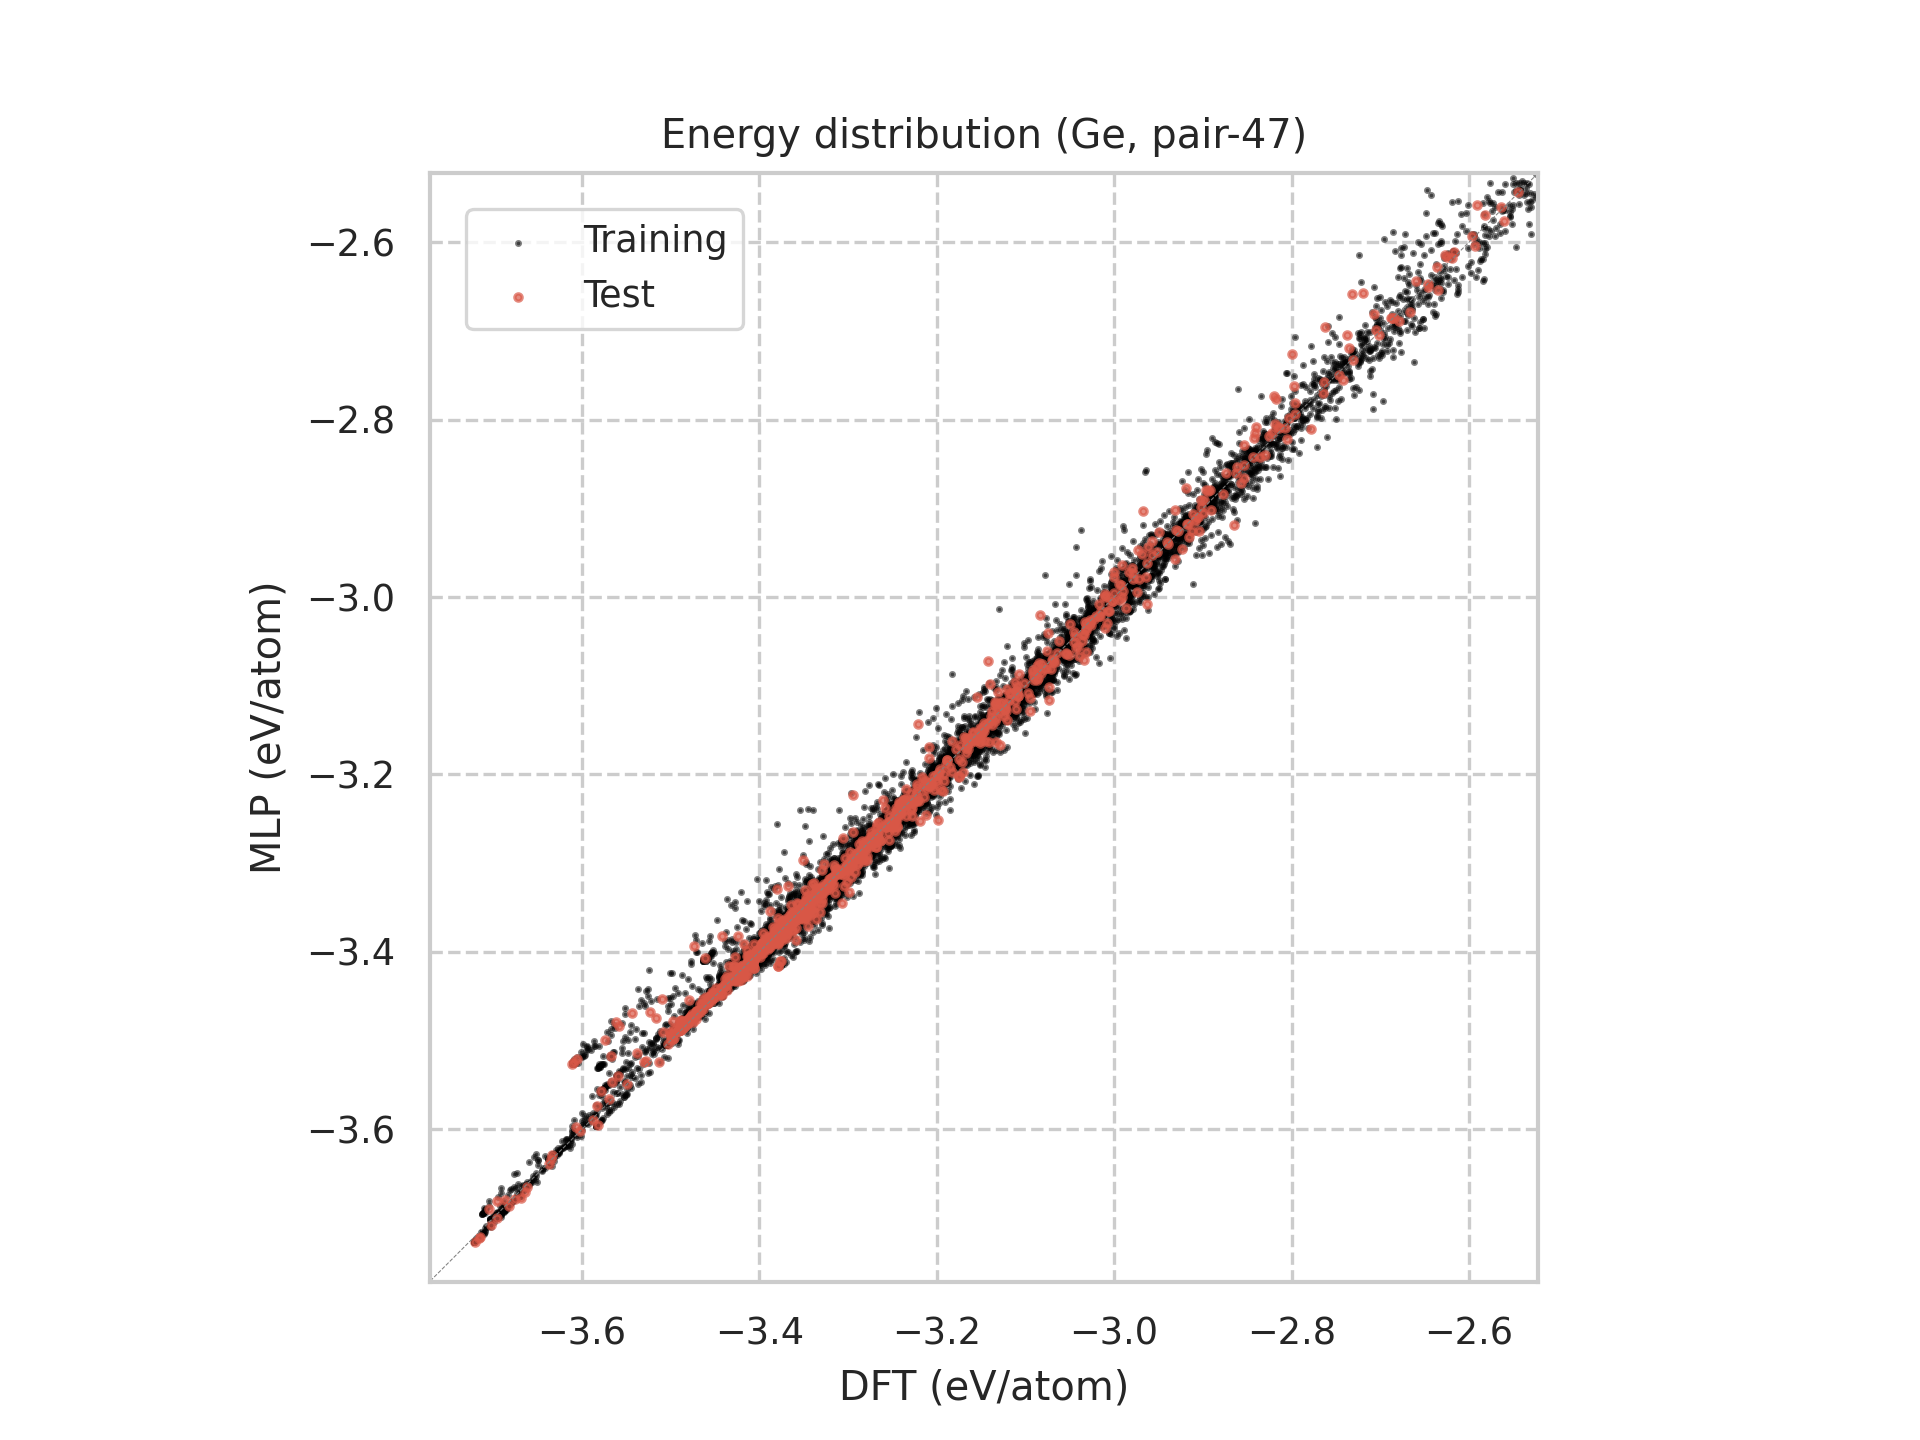 Energy distribution (Ge, pair-47)
Training
Test
MLP (eV/atom)
−2.6
−2.8
−3.0
−3.2
−3.4
−3.6
−3.6 −3.4 −3.2 −3.0 −2.8 −2.6
DFT (eV/atom)